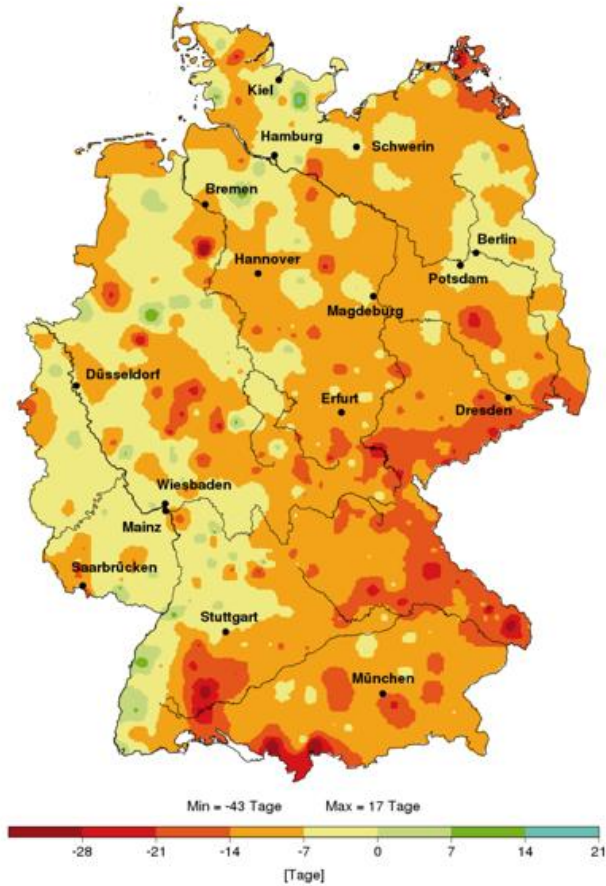 Kiel
Hamburg
Schwerin
Bremen
Berlin
Hannover
Potsdam
Magdeburg
Düsseldorf
Erfurt
Dresden
Wiesbaden
Mainz
Saarbrücken
Stuttgart
München
Min = -43 Tage Max = 17 Tage
-28 -21 -14 -7 0 7 14 21
[Tage]